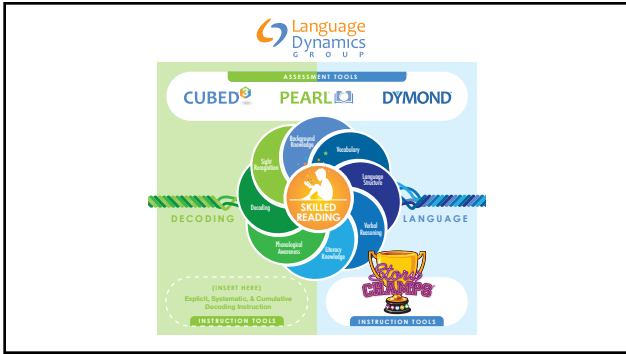 Language
Dynamics
GROUP
ASSESSMENT TOOLS
CUBED3
PEARL
DYMOND
Background
Knowledge
Vocabulary
Sight
Recognition
Language
Structure
SKILLED
READING
Decoding
Verbal
Reasoning
DECODING
LANGUAGE
Phonological
Awareness
Literacy
Knowledge
Story
CHAMPS
[INSERT HERE]
Explicit, Systematic, & Cumulative
Decoding Instruction
INSTRUCTION TOOLS
INSTRUCTION TOOLS